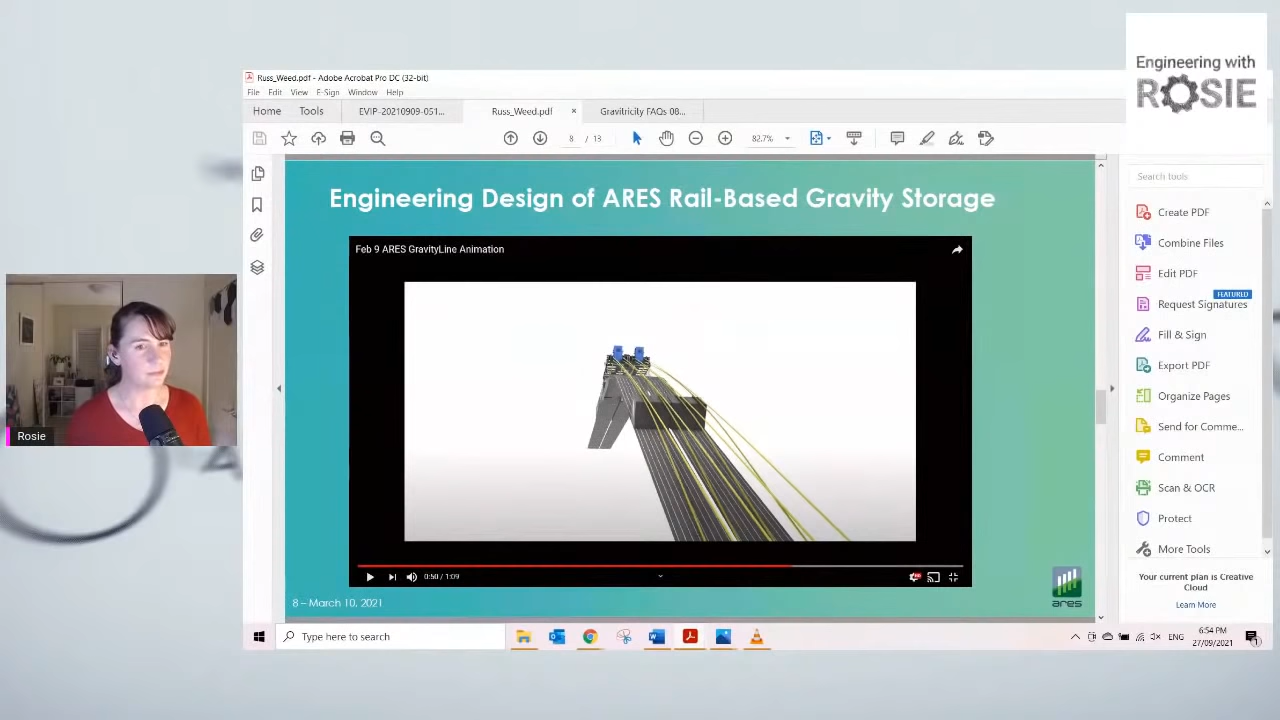 Engineering with
ROSIE
Russ_Weed.pdf - Adobe Acrobat Pro DC (32-bit)
File Edit View E-Sign Window Help
Home Tools EVIP-20210909-051... Russ_Weed.pdf × Gravitricity FAQs 08...
8 / 13 82.7%
Search tools
Engineering Design of ARES Rail-Based Gravity Storage
Feb 9 ARES GravityLine Animation
0:50 / 1:09
8 – March 10, 2021
ares
Create PDF
Combine Files
Edit PDF
FEATURED
Request Signatures
Fill & Sign
Export PDF
Organize Pages
Send for Comme...
Comment
Scan & OCR
Protect
More Tools
Your current plan is Creative
Cloud
Learn More
Rosie
Type here to search
ENG
6:54 PM
27/09/2021